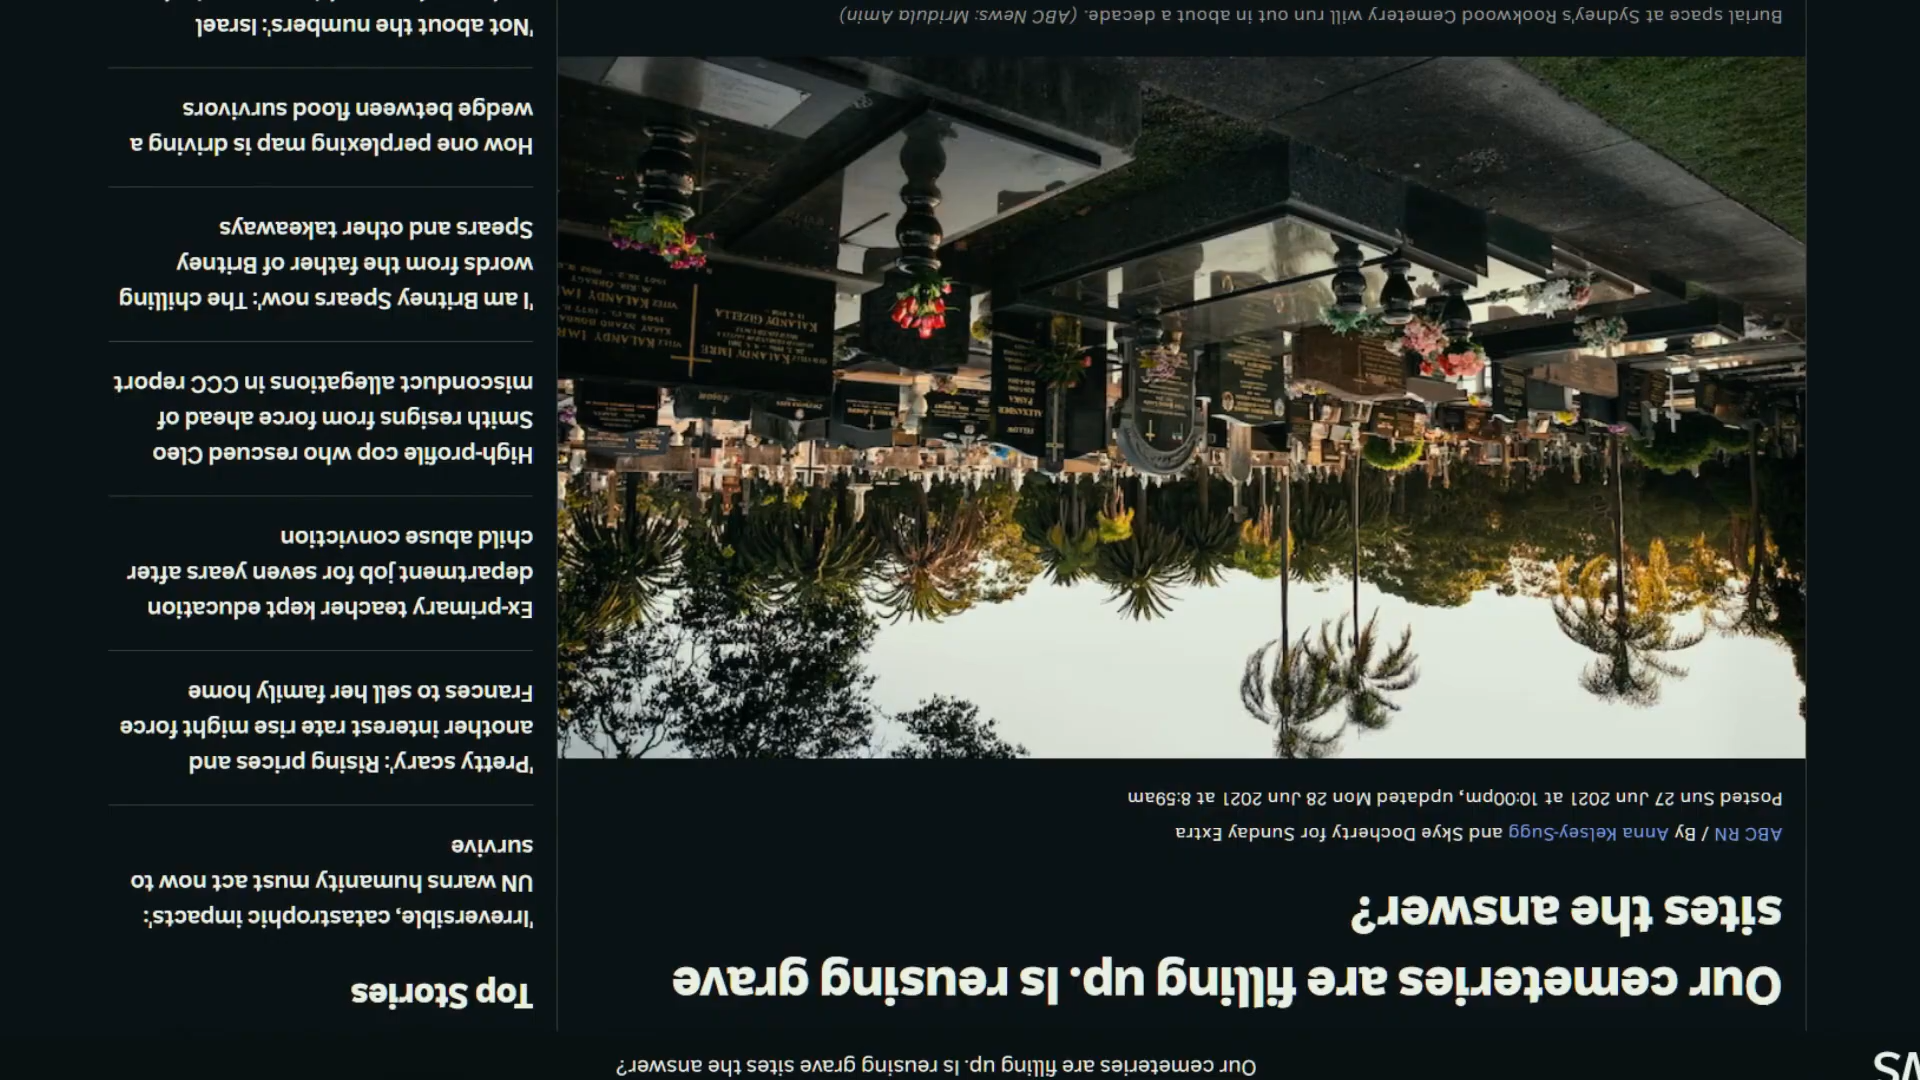 Our cemeteries are filling up. Is reusing grave sites the answer?
Our cemeteries are filling up. Is reusing grave
sites the answer?
ABC RN / By Anna Kelsey-Sugg and Skye Docherty for Sunday Extra
Posted Sun 27 Jun 2021 at 10:00pm, updated Mon 28 Jun 2021 at 8:59am
KALANDY IMRE
KALANDY GIZELLA
ALEXANDER
PASKA
FELLOW
Burial space at Sydney's Rookwood Cemetery will run out in about a decade. (ABC News: Mridula Amin)
Top Stories
'Irreversible, catastrophic impacts':
UN warns humanity must act now to
survive
'Pretty scary': Rising prices and
another interest rate rise might force
Frances to sell her family home
Ex-primary teacher kept education
department job for seven years after
child abuse conviction
High-profile cop who rescued Cleo
Smith resigns from force ahead of
misconduct allegations in CCC report
'I am Britney Spears now': The chilling
words from the father of Britney
Spears and other takeaways
How one perplexing map is driving a
wedge between flood survivors
'Not about the numbers': Israel